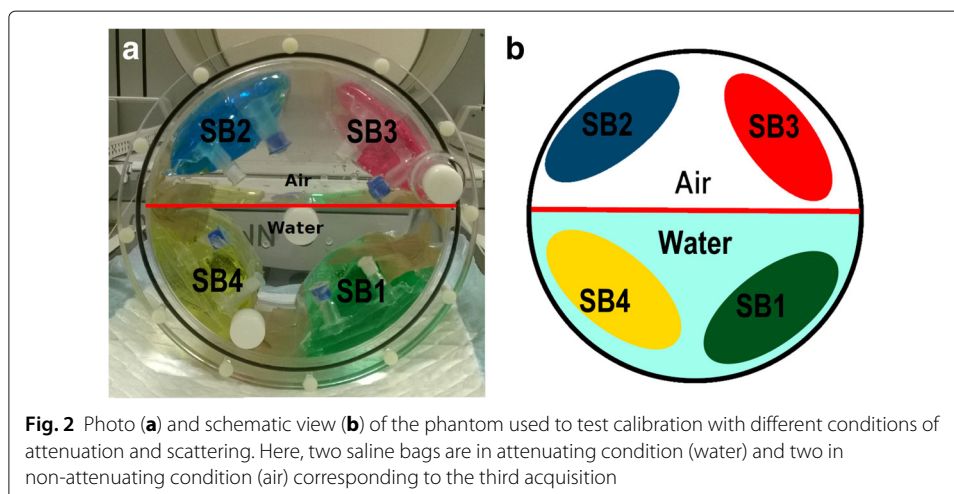 a
SB2
SB3
Air
Water
NN
SB4
SB1
b
SB2
SB3
Air
Water
SB4
SB1
Fig. 2 Photo (a) and schematic view (b) of the phantom used to test calibration with different conditions of
attenuation and scattering. Here, two saline bags are in attenuating condition (water) and two in
non-attenuating condition (air) corresponding to the third acquisition